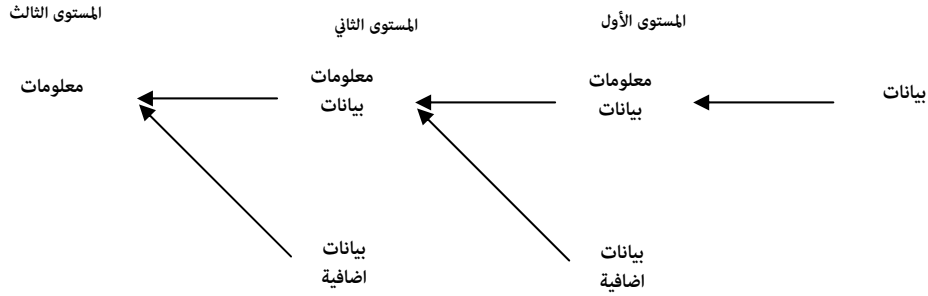 المستوى الأول
المستوى الثاني
المستوى الثالث
بيانات
معلومات
بيانات
معلومات
بيانات
معلومات
بيانات
اضافية
بيانات
اضافية